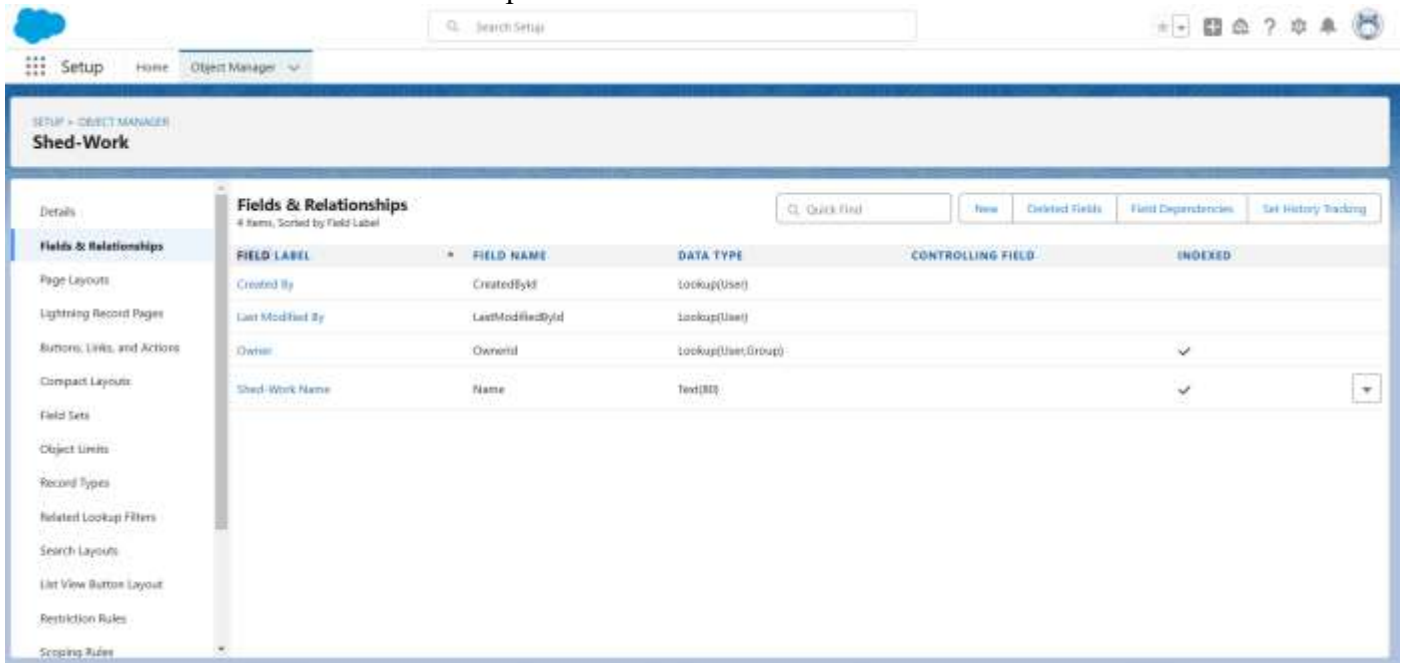 Search Setup
Setup Home Object Manager
SETUP > OBJECT MANAGER
Shed-Work
Details
Fields & Relationships
Page Layouts
Lightning Record Pages
Buttons, Links, and Actions
Compact Layouts
Field Sets
Object Limits
Record Types
Related Lookup Filters
Search Layouts
List View Button Layout
Restriction Rules
Scoping Rules
Fields & Relationships
4 Items, Sorted by Field Label
Quick Find New Deleted Fields Field Dependencies Set History Tracking
FIELD LABEL FIELD NAME DATA TYPE CONTROLLING FIELD INDEXED
Created By CreatedById Lookup(User)
Last Modified By LastModifiedById Lookup(User)
Owner OwnerId Lookup(User,Group)
Shed-Work Name Name Text(80)